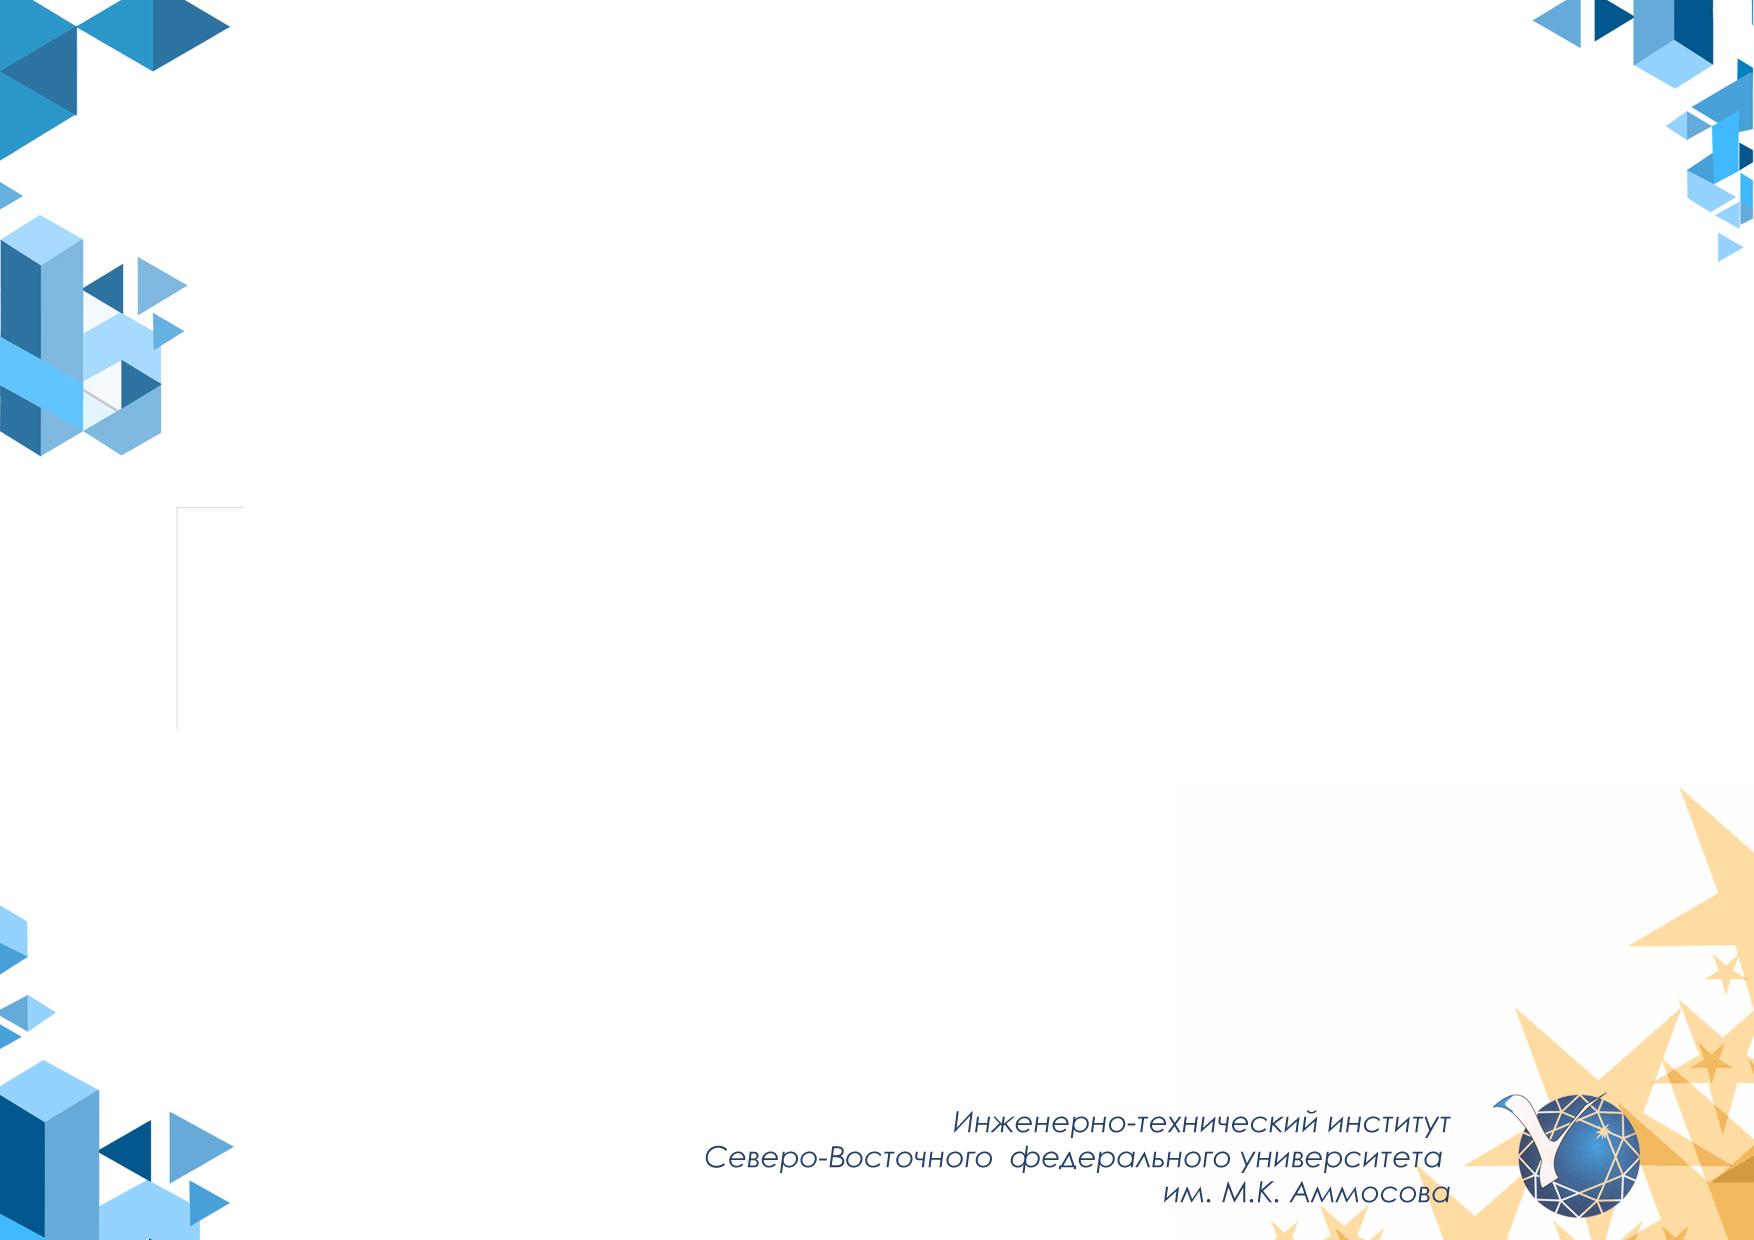 Инженерно-технический институт
Северо-Восточного федерального университета
им. М.К. Аммосова